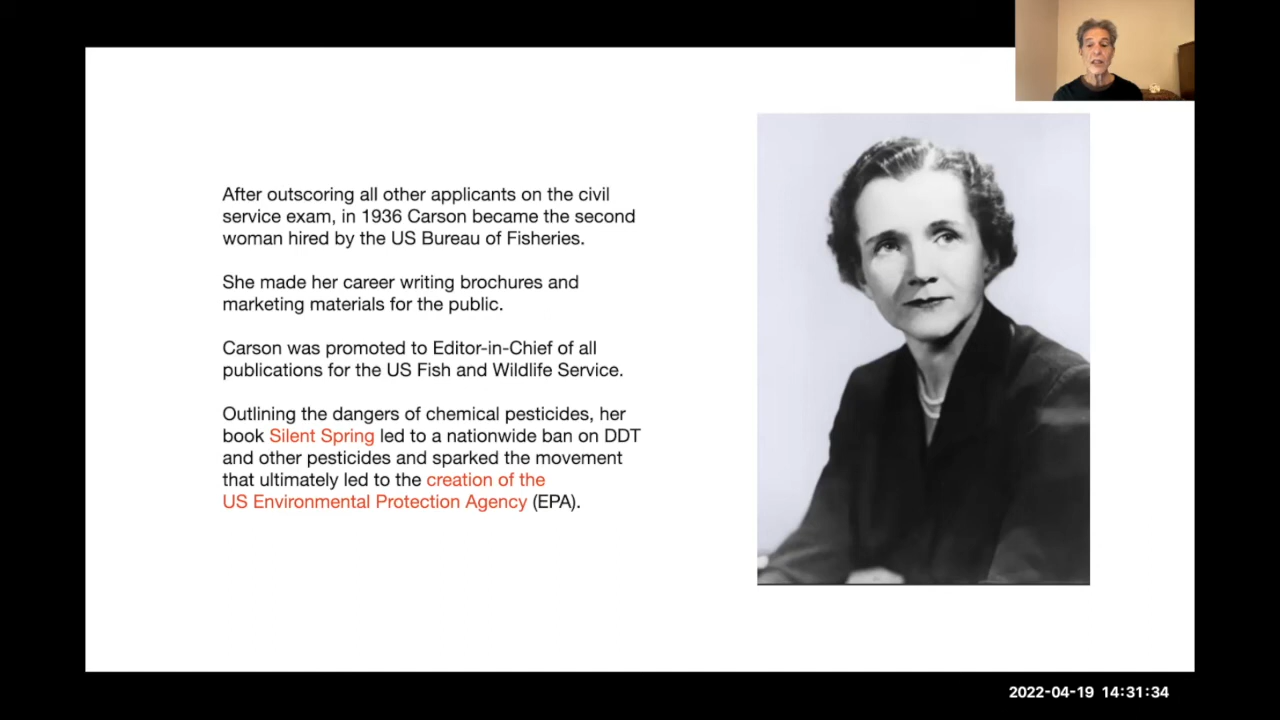 After outscoring all other applicants on the civil
service exam, in 1936 Carson became the second
woman hired by the US Bureau of Fisheries.
She made her career writing brochures and
marketing materials for the public.
Carson was promoted to Editor-in-Chief of all
publications for the US Fish and Wildlife Service.
Outlining the dangers of chemical pesticides, her
book Silent Spring led to a nationwide ban on DDT
and other pesticides and sparked the movement
that ultimately led to the creation of the
US Environmental Protection Agency (EPA).
2022-04-19 14:31:34